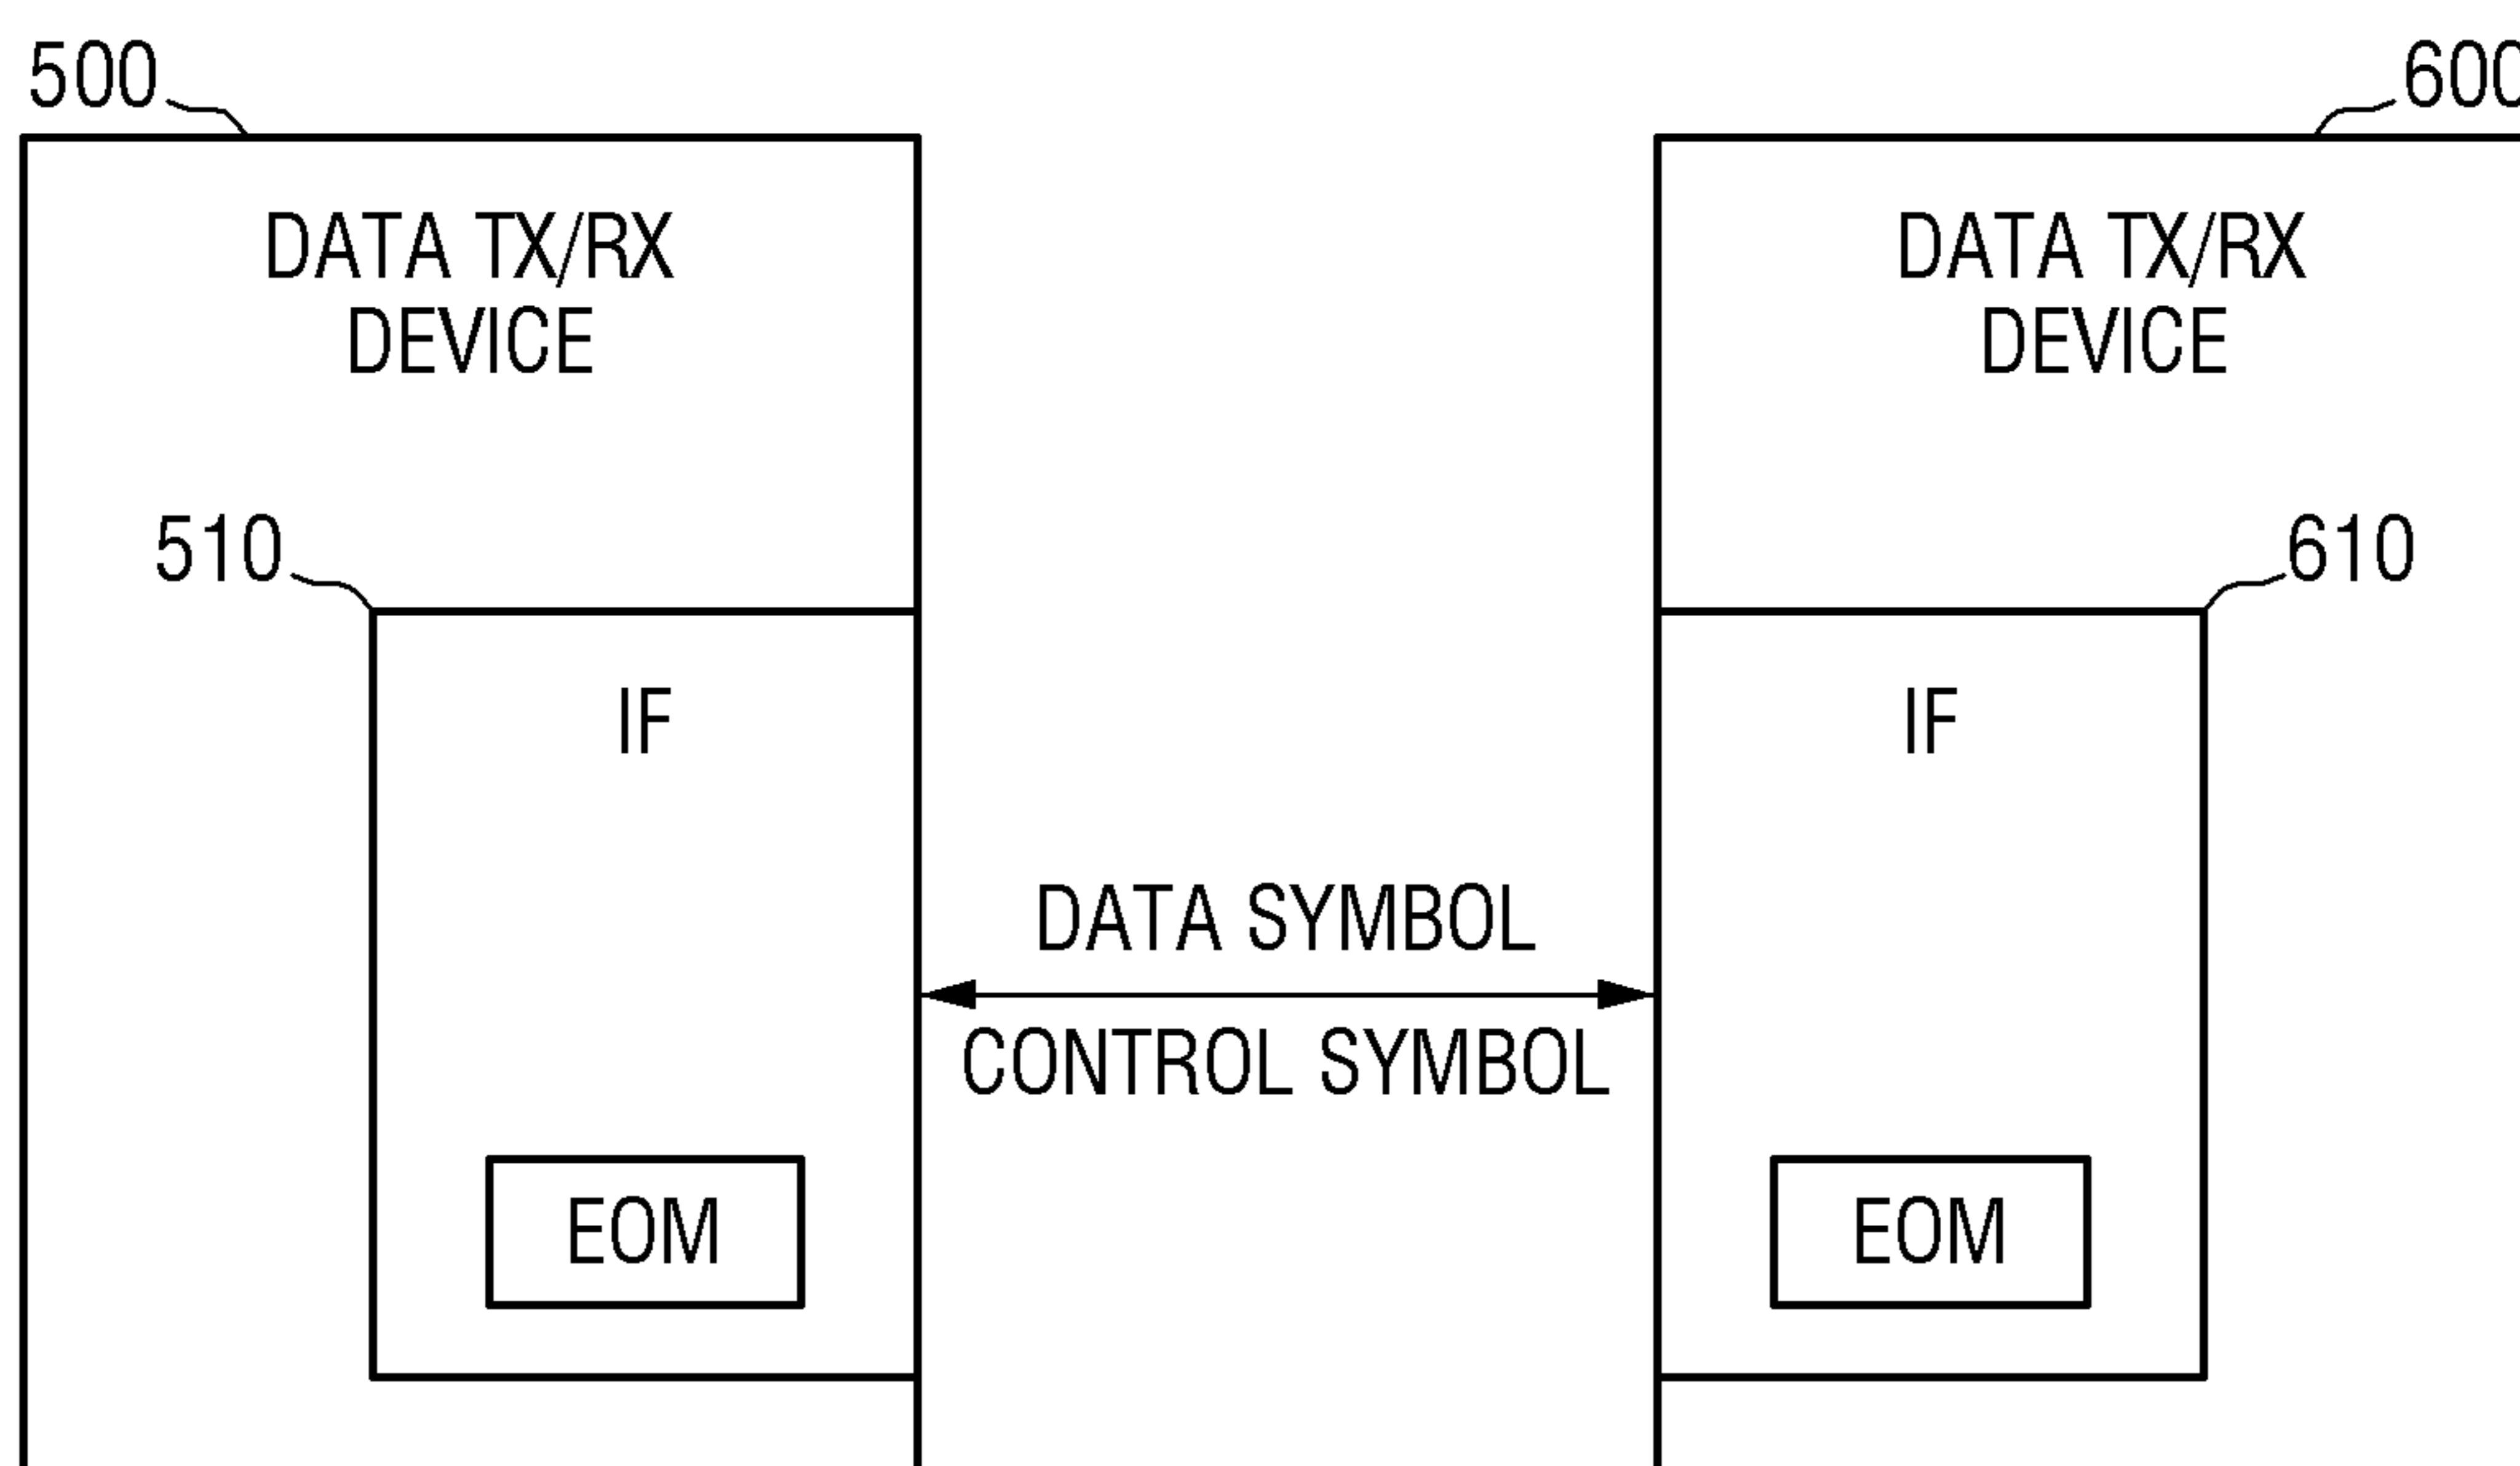 500
600
DATA TX/RX
DEVICE
DATA TX/RX
DEVICE
510
610
IF
IF
DATA SYMBOL
CONTROL SYMBOL
EOM
EOM